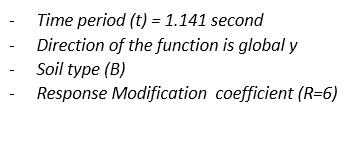 - Time period (t) = 1.141 second
- Direction of the function is global y
- Soil type (B)
- Response Modification coefficient (R=6)